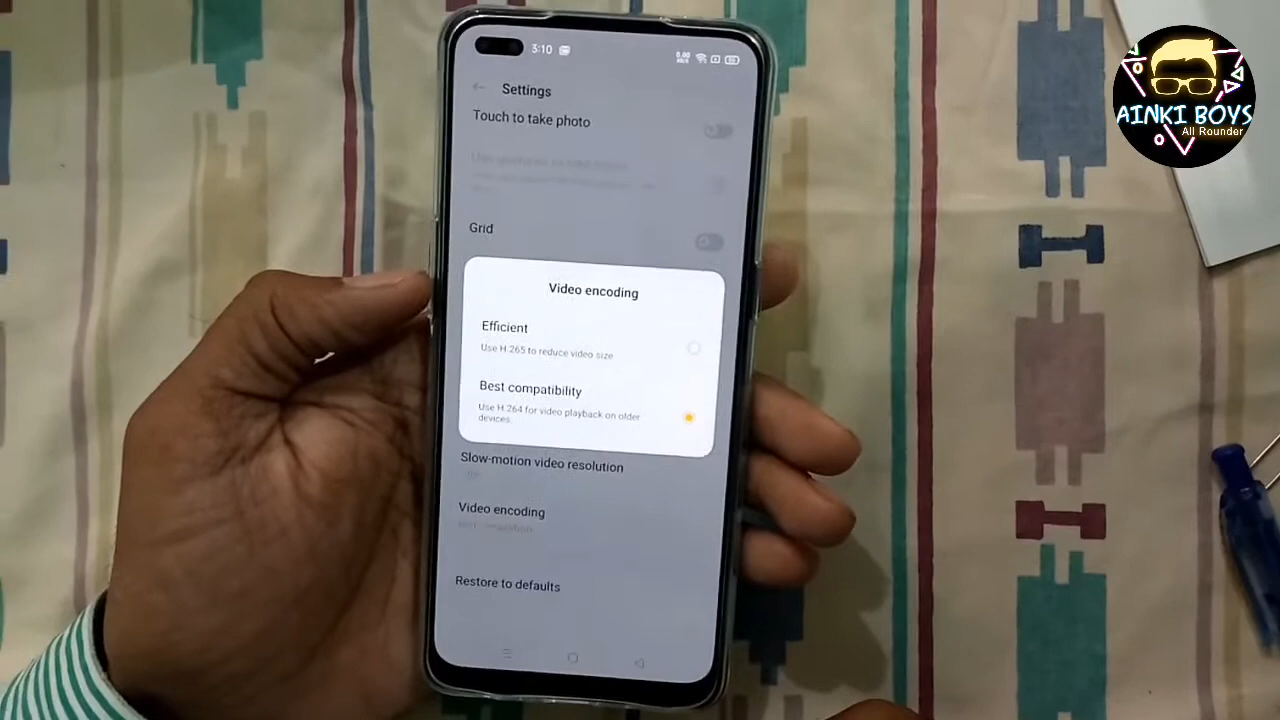 3:10
Settings
Touch to take photo
Grid
Video encoding
Efficient
Use H.265 to reduce video size
Best compatibility
Use H.264 for video playback on older
devices.
Slow-motion video resolution
Video encoding
Restore to defaults
AINKI BOYS
All Rounder